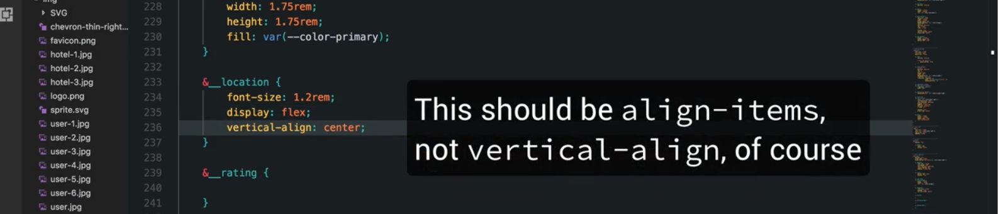 SVG
chevron-thin-right...
favicon.png
hotel-1.jpg
hotel-2.jpg
hotel-3.jpg
logo.png
sprite.svg
user-1.jpg
user-2.jpg
user-3.jpg
user-4.jpg
user-5.jpg
user-6.jpg
user.jpg
228 width: 1.75rem;
229 height: 1.75rem;
230 fill: var(--color-primary);
231 }
232
233 &__location {
234 font-size: 1.2rem;
235 display: flex;
236 vertical-align: center;
237 }
238
239 &__rating {
240
241 }
This should be align-items,
not vertical-align, of course